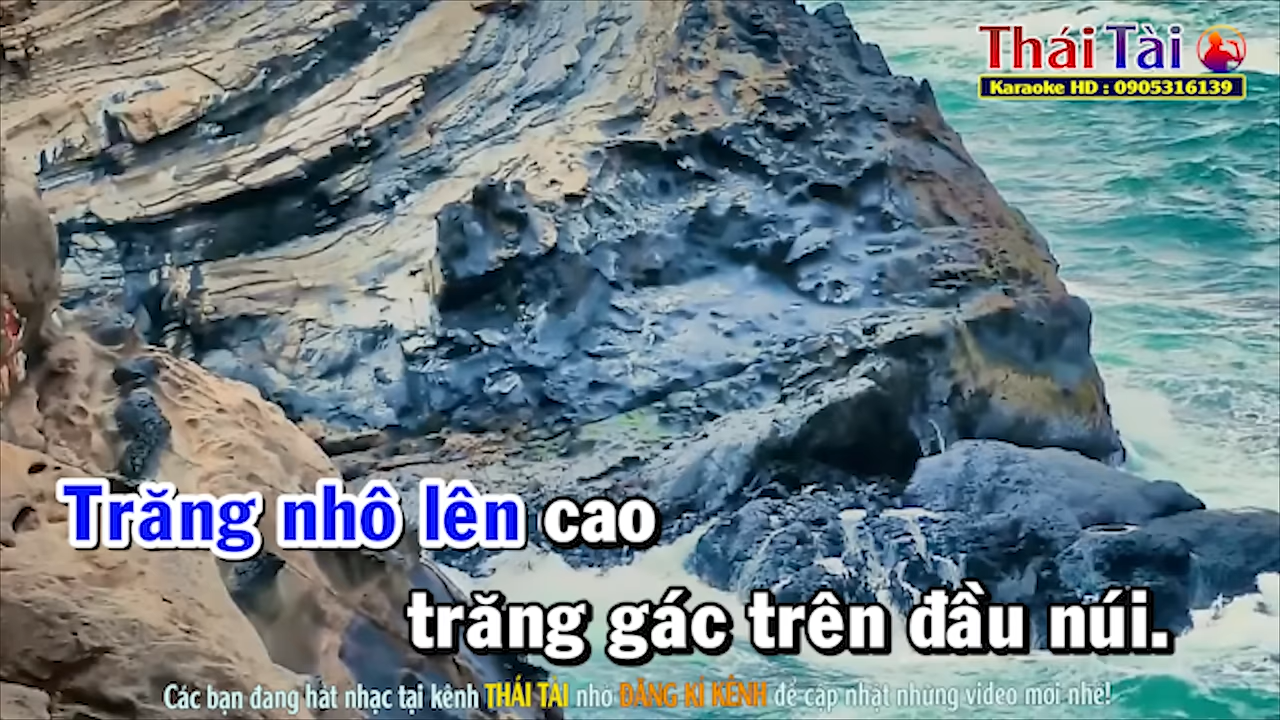 Thái Tài
Karaoke HD : 0905316139
Trăng nhô lên cao
trăng gác trên đầu núi.
Các bạn đang hát nhạc tại kênh THÁI TÀI nhớ ĐĂNG KÍ KÊNH để cập nhật những video mới nhé!